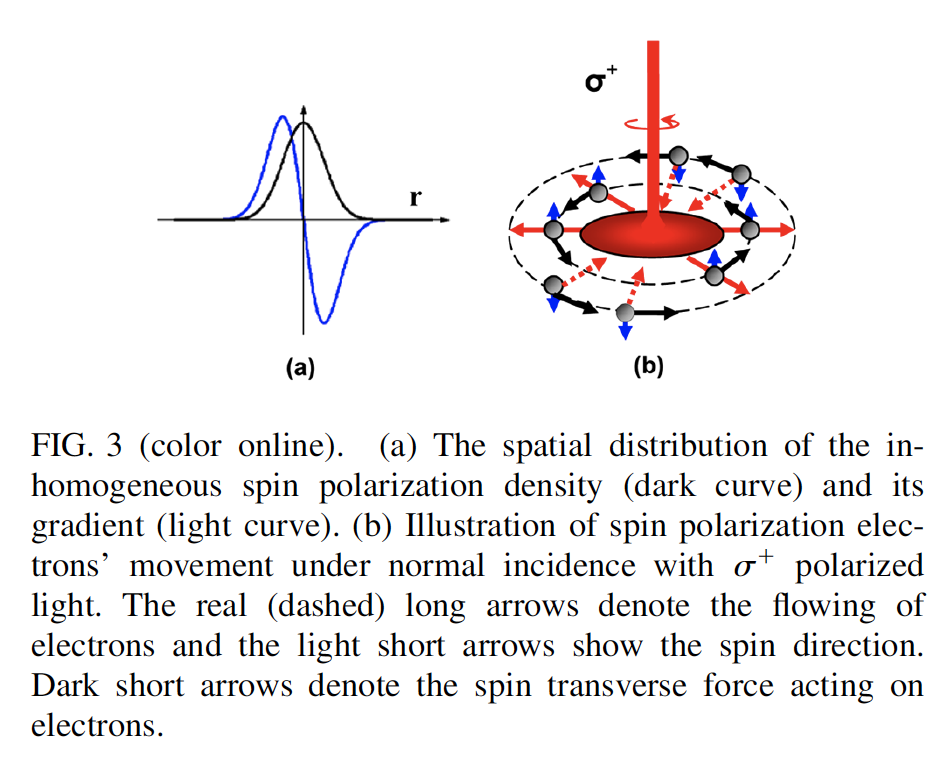 σ+
r
(a)
(b)
FIG. 3 (color online). (a) The spatial distribution of the in-
homogeneous spin polarization density (dark curve) and its
gradient (light curve). (b) Illustration of spin polarization elec-
trons’ movement under normal incidence with σ+ polarized
light. The real (dashed) long arrows denote the flowing of
electrons and the light short arrows show the spin direction.
Dark short arrows denote the spin transverse force acting on
electrons.